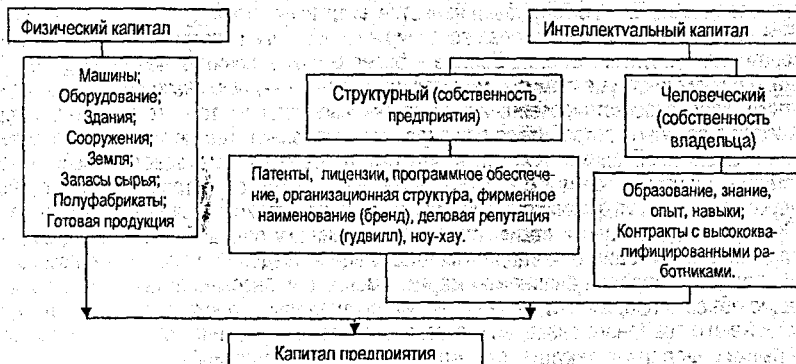 Физический капитал
Интеллектуальный капитал
Машины;
Оборудование;
Здания;
Сооружения;
Земля;
Запасы сырья;
Полуфабрикаты;
Готовая продукция
Структурный (собственность
предприятия)
Человеческий
(собственность
владельца)
Патенты, лицензии, программное обеспече-
ние, организационная структура, фирменное
наименование (бренд), деловая репутация
(гудвилл), ноу-хау.
Образование, знание,
опыт, навыки;
Контракты с высококва-
лифицированными ра-
ботниками.
Капитал предприятия